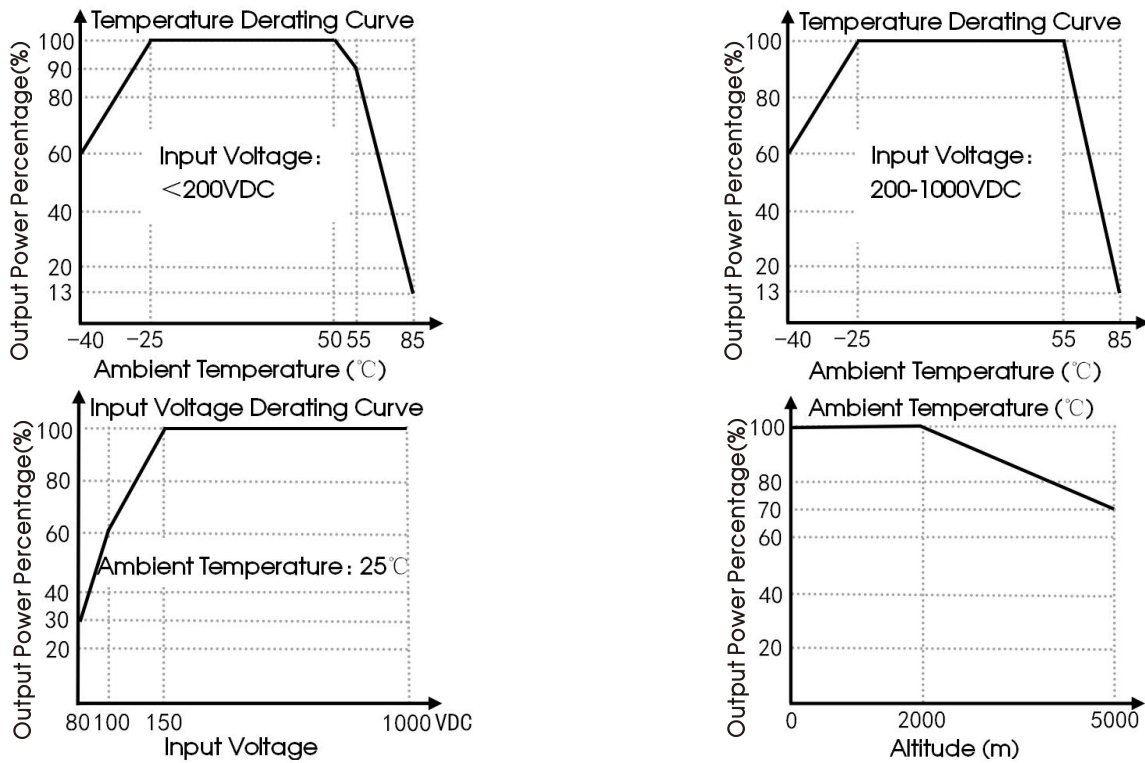 Temperature Derating Curve
Output Power Percentage(%)
100
90
80
60
40
20
13
Input Voltage:
<200VDC
-40 -25 50 55 85
Ambient Temperature (℃)
Temperature Derating Curve
Output Power Percentage(%)
100
80
60
40
20
13
Input Voltage:
200-1000VDC
-40 -25 55 85
Ambient Temperature (℃)
Input Voltage Derating Curve
Output Power Percentage(%)
100
80
60
40
30
20
Ambient Temperature: 25℃
80 100 150 1000 VDC
Input Voltage
Ambient Temperature (℃)
Output Power Percentage(%)
100
80
70
60
40
20
0 2000 5000
Altitude (m)